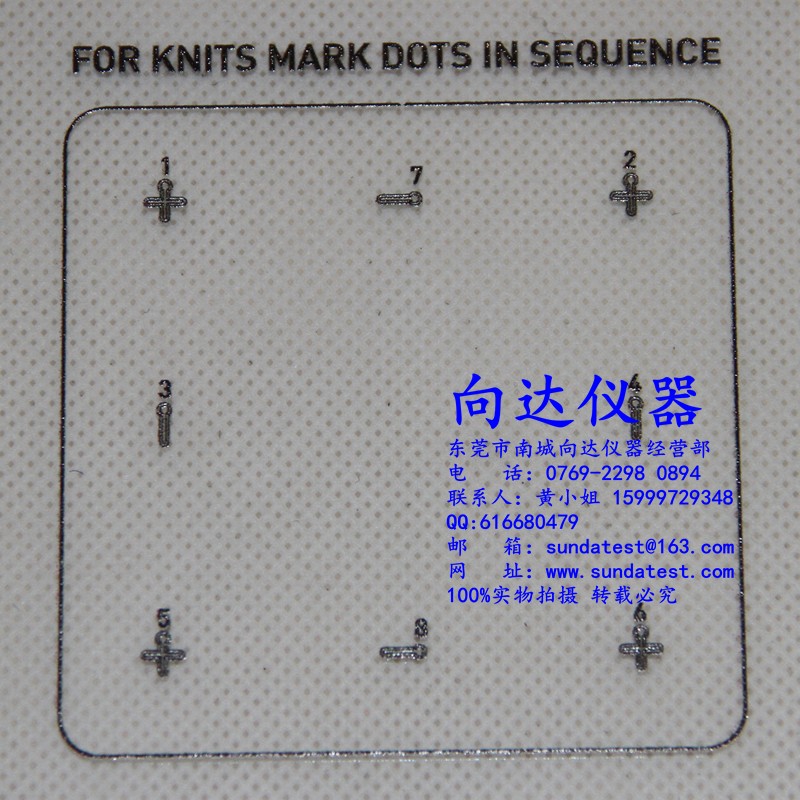 FOR KNITS MARK DOTS IN SEQUENCE
1 7 2
3 4
向达仪器
东莞市南城向达仪器经营部
电 话：0769-2298 0894
联系人：黄小姐 15999729348
QQ:616680479
邮 箱：sundatest@163.com
网 址：www.sundatest.com
100%实物拍摄 转载必究
5 8 6